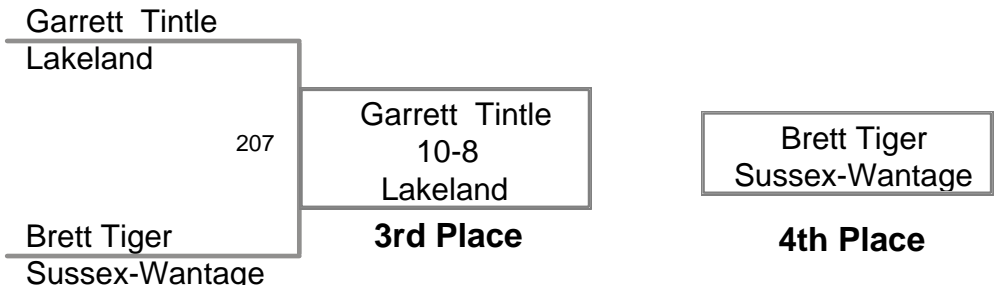 Garrett  Tintle
Lakeland
207
Garrett  Tintle
10-8
Lakeland
3rd Place
Brett Tiger
Sussex-Wantage
4th Place
Brett Tiger
Sussex-Wantage